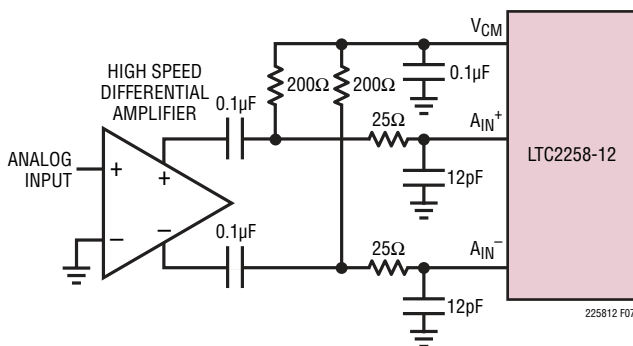 V_CM
HIGH SPEED
DIFFERENTIAL
AMPLIFIER
200Ω
200Ω
0.1µF
0.1µF
25Ω
A_IN^+
LTC2258-12
ANALOG
INPUT
+
+
12pF
−
−
0.1µF
25Ω
A_IN^−
12pF
225812 F07